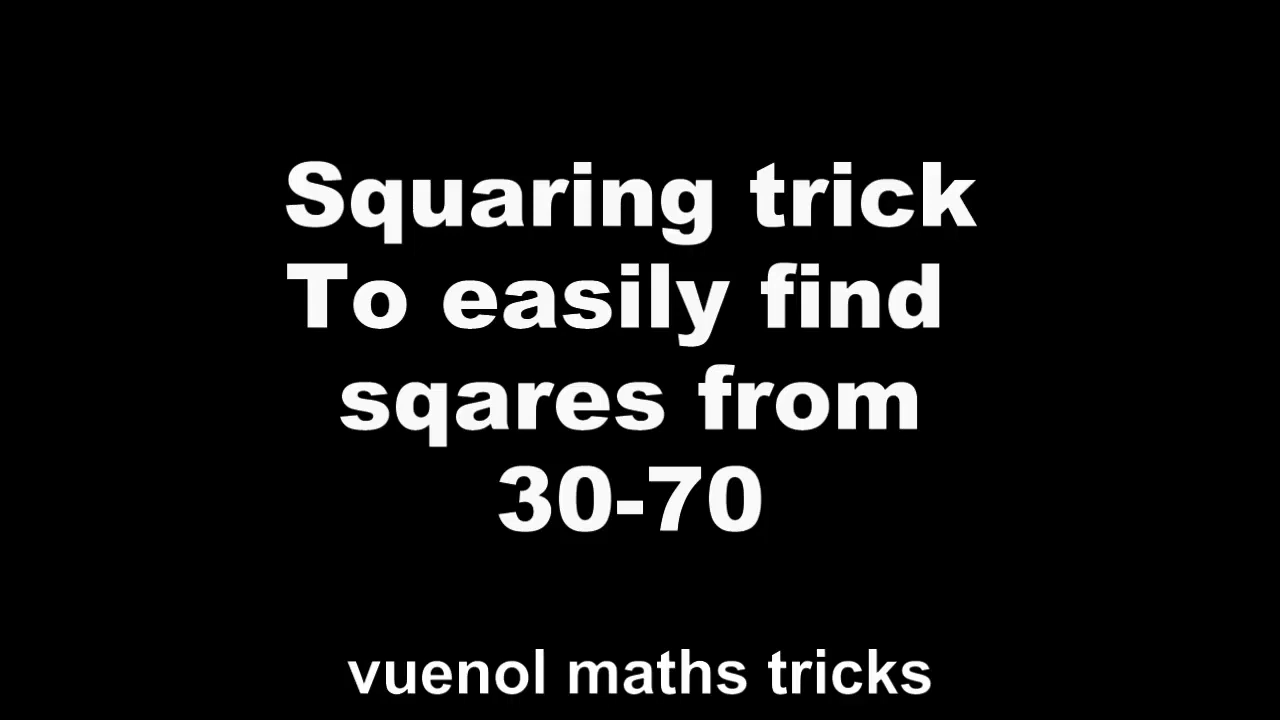 Squaring trick
To easily find
sqares from
30-70
vuenol maths tricks